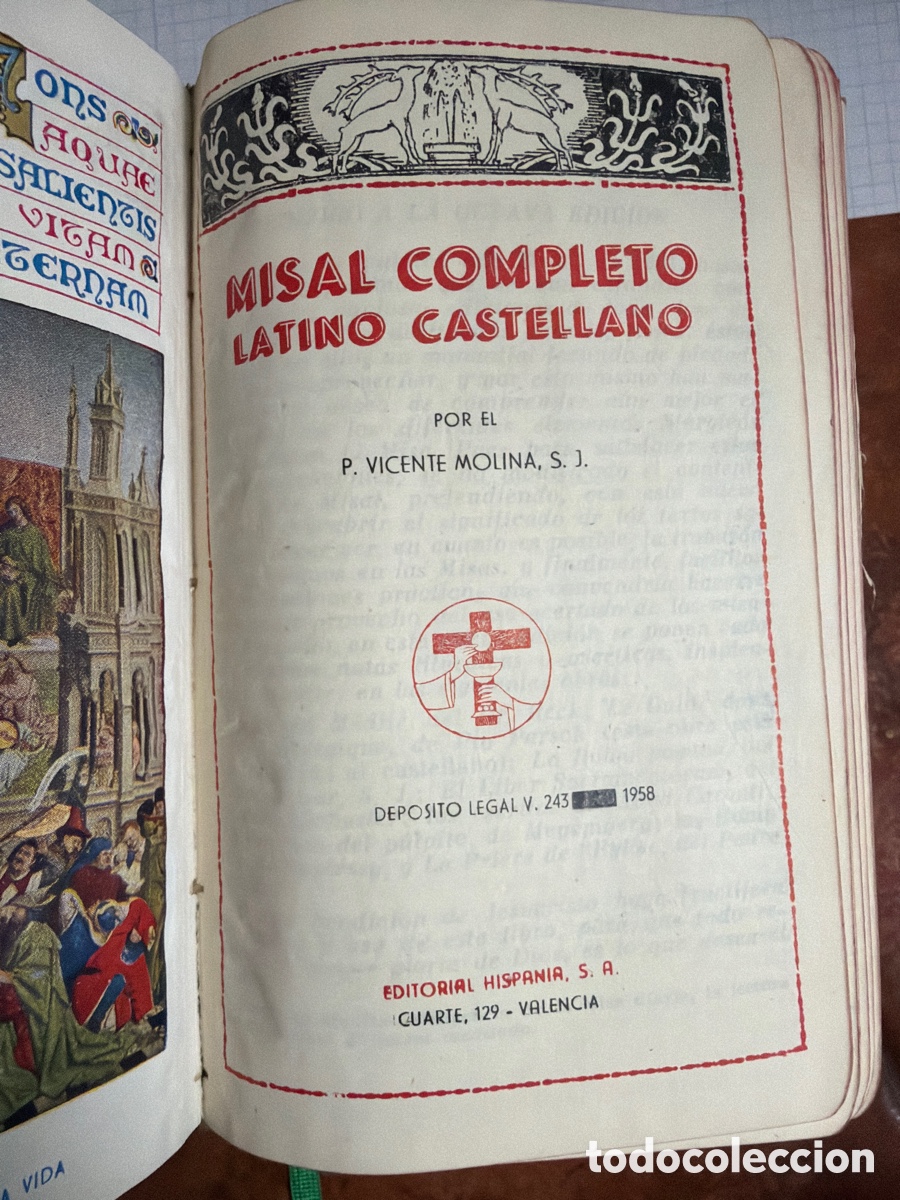 ONS
AQUAE
SALIENTIS
VITAM
TERNAM
VIDA
MISAL COMPLETO
LATINO CASTELLANO
POR EL
P. VICENTE MOLINA, S. J.
DEPOSITO LEGAL V. 243 1958
EDITORIAL HISPANIA, S. A.
CUARTE, 129 - VALENCIA
todocoleccion